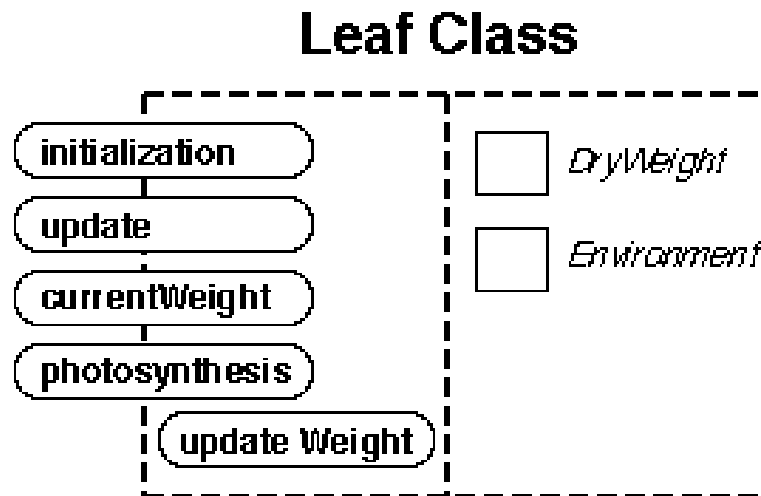 Leaf Class
initialization
update
currentWeight
photosynthesis
update Weight
DryWeight
Environment